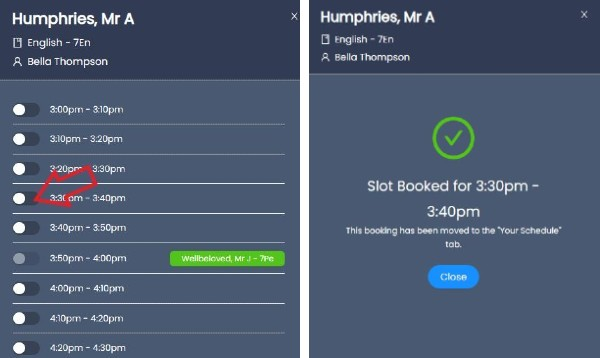 Humphries, Mr A
X
English - 7En
Bella Thompson
3:00pm - 3:10pm
3:10pm - 3:20pm
3:20pm - 3:30pm
3:30pm - 3:40pm
3:40pm - 3:50pm
3:50pm - 4:00pm
Wellbeloved, Mr J - 7Pe
4:00pm - 4:10pm
4:10pm - 4:20pm
4:20pm - 4:30pm
Humphries, Mr A
X
English - 7En
Bella Thompson
Slot Booked for 3:30pm -
3:40pm
This booking has been moved to the "Your Schedule"
tab.
Close